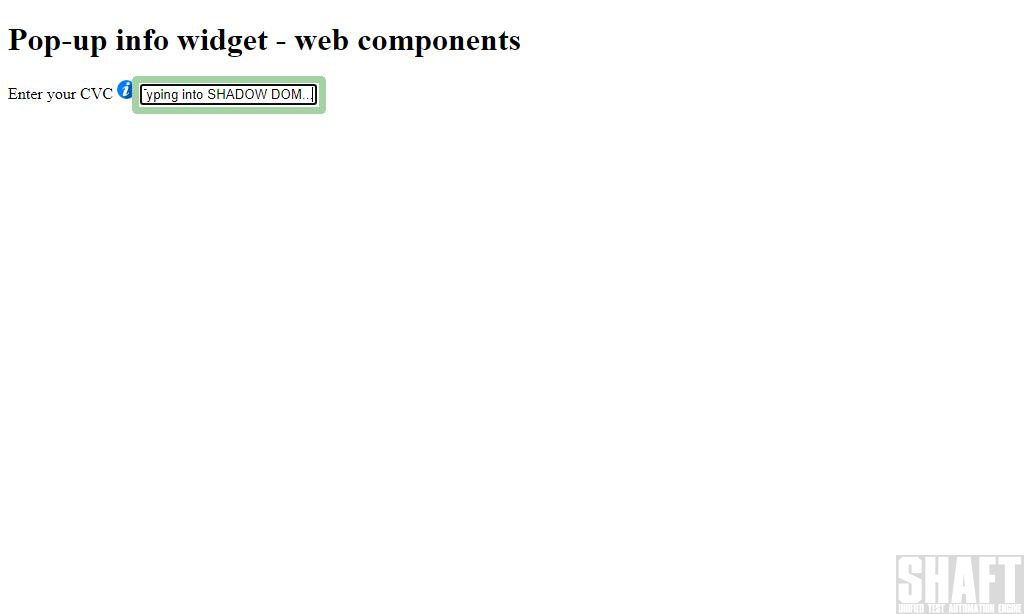 Pop-up info widget - web components
Enter your CVC i yping into SHADOW DOM...
SHAFT
UNIFIED TEST AUTOMATION ENGINE